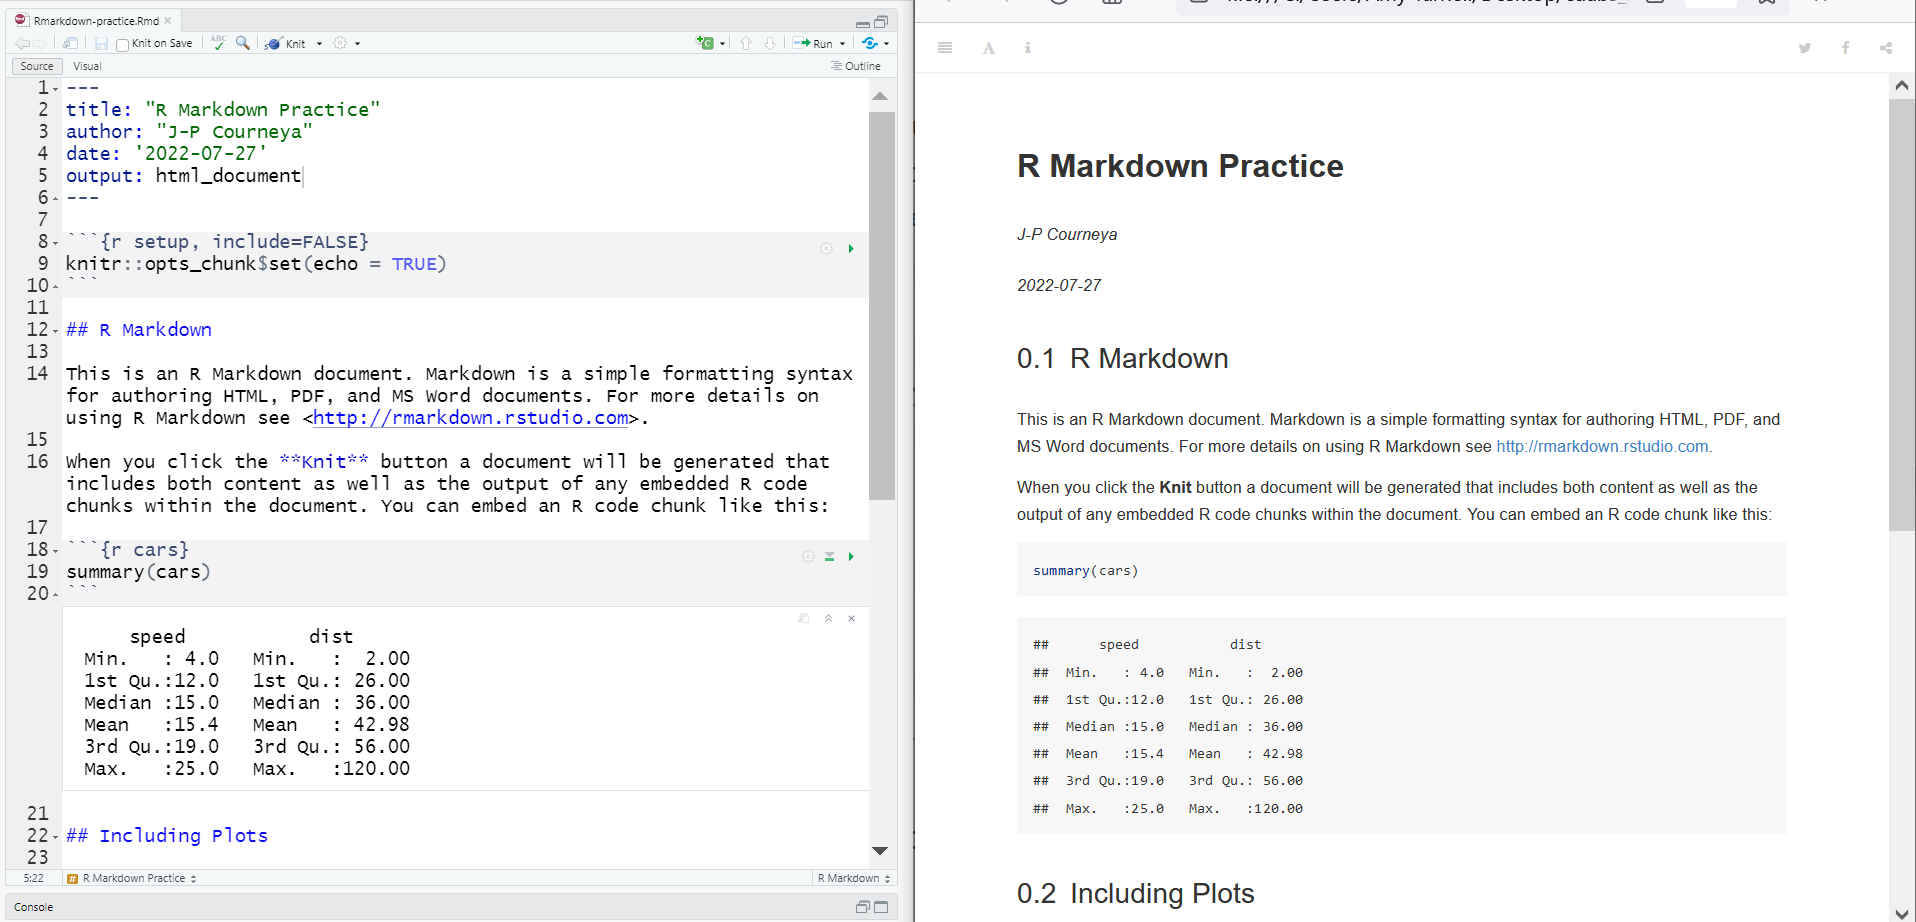 Rmarkdown-practice.Rmd
Knit on Save
ABC
Knit
Run
Source
Visual
Outline
1 ---
2 title: "R Markdown Practice"
3 author: "J-P Courneya"
4 date: '2022-07-27'
5 output: html_document
6 ---
7
8 ```{r setup, include=FALSE}
9 knitr::opts_chunk$set(echo = TRUE)
10 ```
11
12 ## R Markdown
13
14 This is an R Markdown document. Markdown is a simple formatting syntax
for authoring HTML, PDF, and MS Word documents. For more details on
using R Markdown see <http://rmarkdown.rstudio.com>.
15
16 When you click the **Knit** button a document will be generated that
includes both content as well as the output of any embedded R code
chunks within the document. You can embed an R code chunk like this:
17
18 ```{r cars}
19 summary(cars)
20 ```
speed dist
Min. : 4.0 Min. : 2.00
1st Qu.:12.0 1st Qu.: 26.00
Median :15.0 Median : 36.00
Mean :15.4 Mean : 42.98
3rd Qu.:19.0 3rd Qu.: 56.00
Max. :25.0 Max. :120.00
21
22 ## Including Plots
23
5:22 # R Markdown Practice R Markdown
Console
R Markdown Practice
J-P Courneya
2022-07-27
0.1 R Markdown
This is an R Markdown document. Markdown is a simple formatting syntax for authoring HTML, PDF, and
MS Word documents. For more details on using R Markdown see http://rmarkdown.rstudio.com.
When you click the Knit button a document will be generated that includes both content as well as the
output of any embedded R code chunks within the document. You can embed an R code chunk like this:
summary(cars)
## speed dist
## Min. : 4.0 Min. : 2.00
## 1st Qu.:12.0 1st Qu.: 26.00
## Median :15.0 Median : 36.00
## Mean :15.4 Mean : 42.98
## 3rd Qu.:19.0 3rd Qu.: 56.00
## Max. :25.0 Max. :120.00
0.2 Including Plots